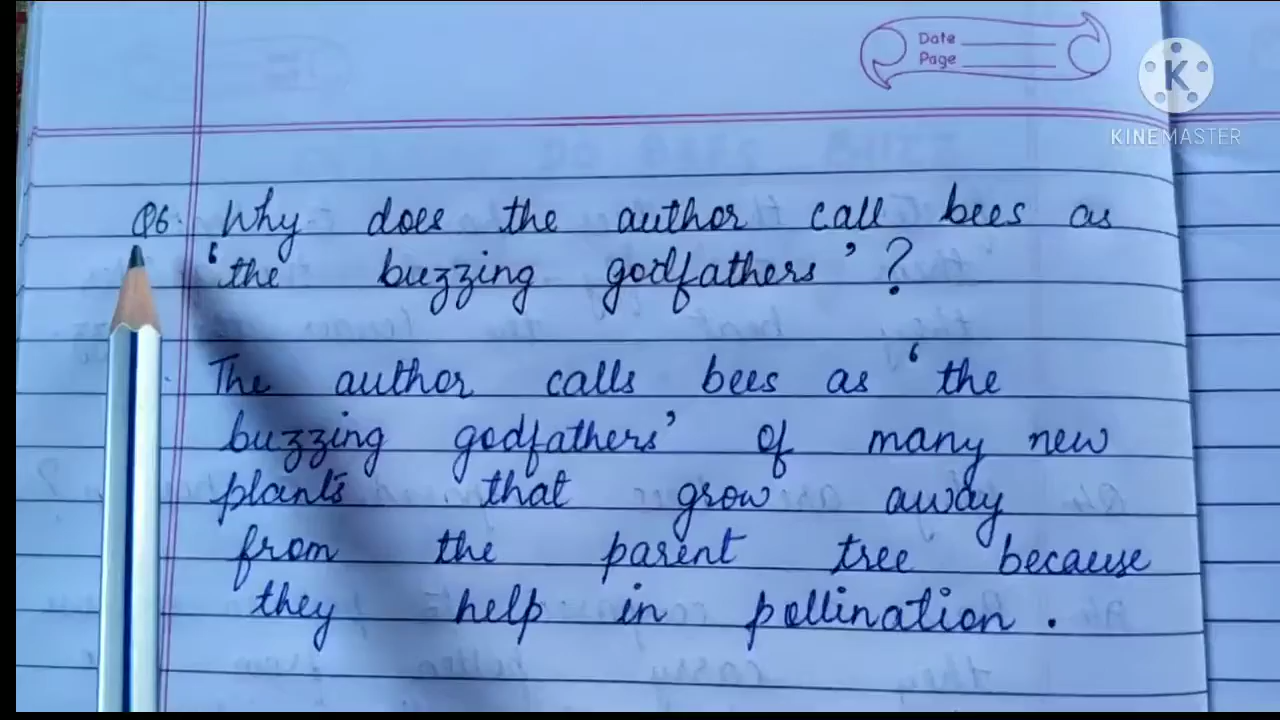 Date
Page
K
KINEMASTER
Q6. Why does the author call bees as
'the buzzing godfathers'?
The author calls bees as 'the
buzzing godfathers' of many new
plants that grow away
from the parent tree because
they help in pollination.